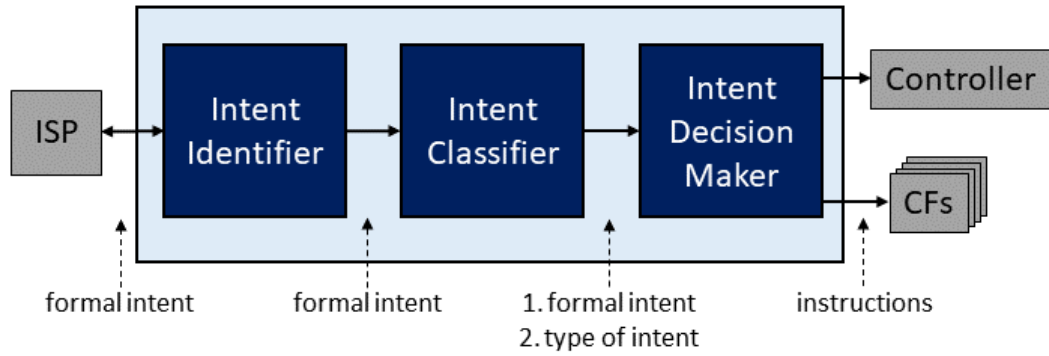 ISP
Intent
Identifier
Intent
Classifier
Intent
Decision
Maker
Controller
CFs
formal intent
formal intent
1. formal intent
2. type of intent
instructions